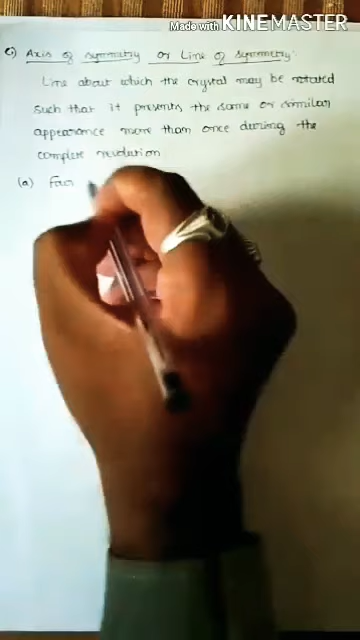 Made with KINEMASTER
c) Axis of symmetry or Line of symmetry:
Line about which the crystal may be rotated
such that it presents the same or similar
appearance more than once during the
complete revolution
(a) Fac